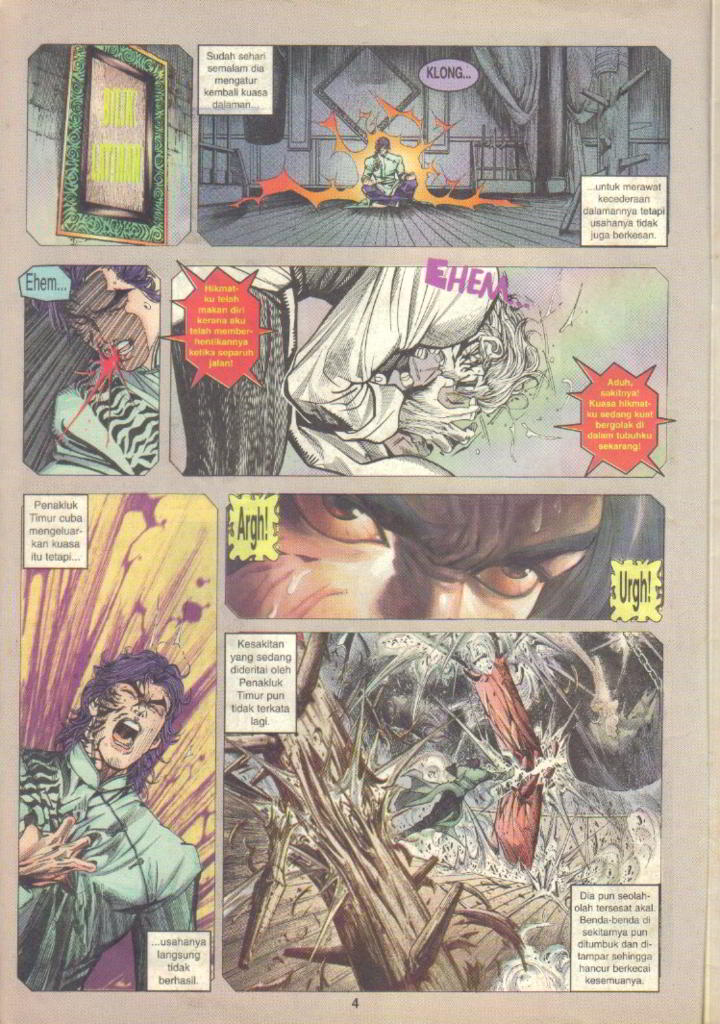 BILIK
LATIHAN
Sudah sehari
semalam dia
mengatur
kembali kuasa
dalaman...
KLONG...
...untuk merawat
kecederaan
dalamannya tetapi
usahanya tidak
juga berkesan.
Ehem...
Hikmat-
ku telah
makan diri
kerana aku
telah member-
hentikannya
ketika separuh
jalan!
EHEM...
Aduh,
sakitnya!
Kuasa hikmat-
ku sedang kuat
bergolak di
dalam tubuhku
sekarang!
Penakluk
Timur cuba
mengeluar-
kan kuasa
itu tetapi...
...usahanya
langsung
tidak
berhasil.
Argh!
Urgh!
Kesakitan
yang sedang
dideritai oleh
Penakluk
Timur pun
tidak terkata
lagi.
Dia pun seolah-
olah tersesat akal.
Benda-benda di
sekitarnya pun
ditumbuk dan di-
tampar sehingga
hancur berkecai
kesemuanya.
4